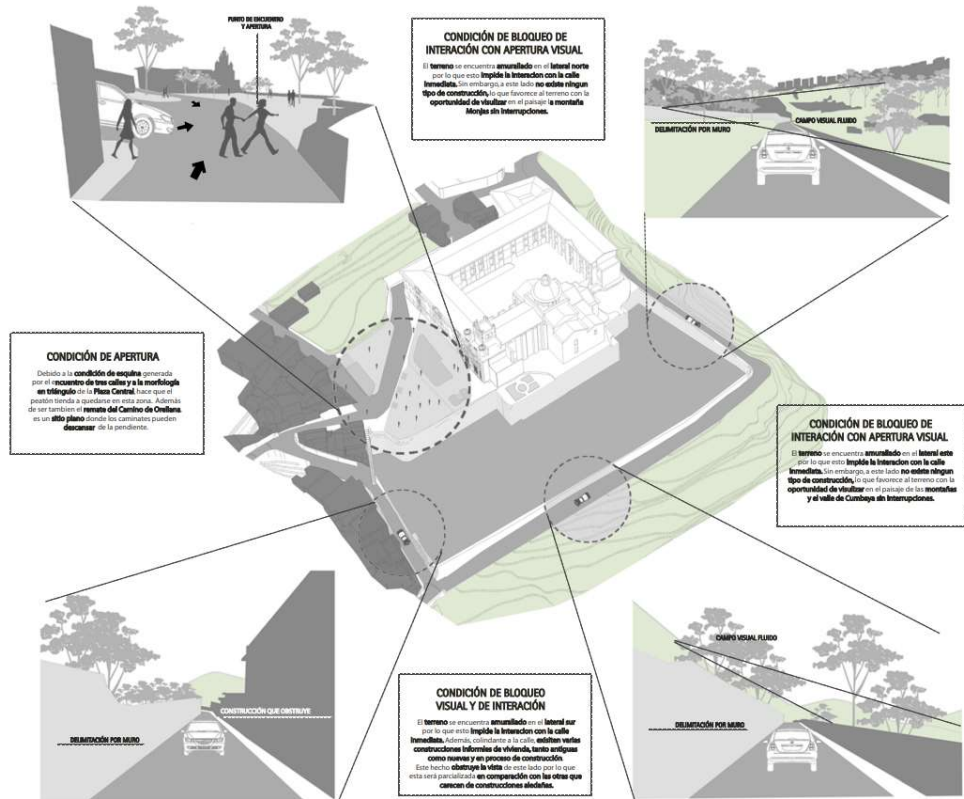 PUNTO DE ENCUENTRO
Y APERTURA
CONDICIÓN DE BLOQUEO DE
INTERACIÓN CON APERTURA VISUAL
El terreno se encuentra amurallado en el lateral norte
por lo que esto impide la interacion con la calle
inmediata. Sin embargo, a este lado no existe ningun
tipo de construcción, lo que favorece al terreno con la
oportunidad de visulizar en el paisaje la montaña
Monjas sin interrupciones.
DELIMITACIÓN POR MURO
CAMPO VISUAL FLUIDO
CONDICIÓN DE APERTURA
Debido a la condición de esquina generada
por el encuentro de tres calles y a la morfología
en triángulo de la Plaza Central, hace que el
peatón tienda a quedarse en esta zona. Además
de ser tambien el remate del Camino de Orellana,
es un sitio plano donde los caminates pueden
descansar de la pendiente.
CONDICIÓN DE BLOQUEO DE
INTERACIÓN CON APERTURA VISUAL
El terreno se encuentra amurallado en el lateral este
por lo que esto impide la interacion con la calle
inmediata. Sin embargo, a este lado no existe ningun
tipo de construcción, lo que favorece al terreno con la
oportunidad de visulizar en el paisaje de las montañas
y el valle de Cumbaya sin interrupciones.
CONSTRUCCIÓN QUE OBSTRUYE
DELIMITACIÓN POR MURO
CONDICIÓN DE BLOQUEO
VISUAL Y DE INTERACIÓN
El terreno se encuentra amurallado en el lateral sur
por lo que esto impide la interacion con la calle
inmediata. Además, colindante a la calle, exisiten varias
construcciones informles de vivienda, tanto antiguas
como nuevas y en proceso de construcción.
Este hecho obstruye la vista de este lado por lo que
esta será parcializada en comparación con las otras que
carecen de construcciones aledañas.
CAMPO VISUAL FLUIDO
DELIMITACIÓN POR MURO